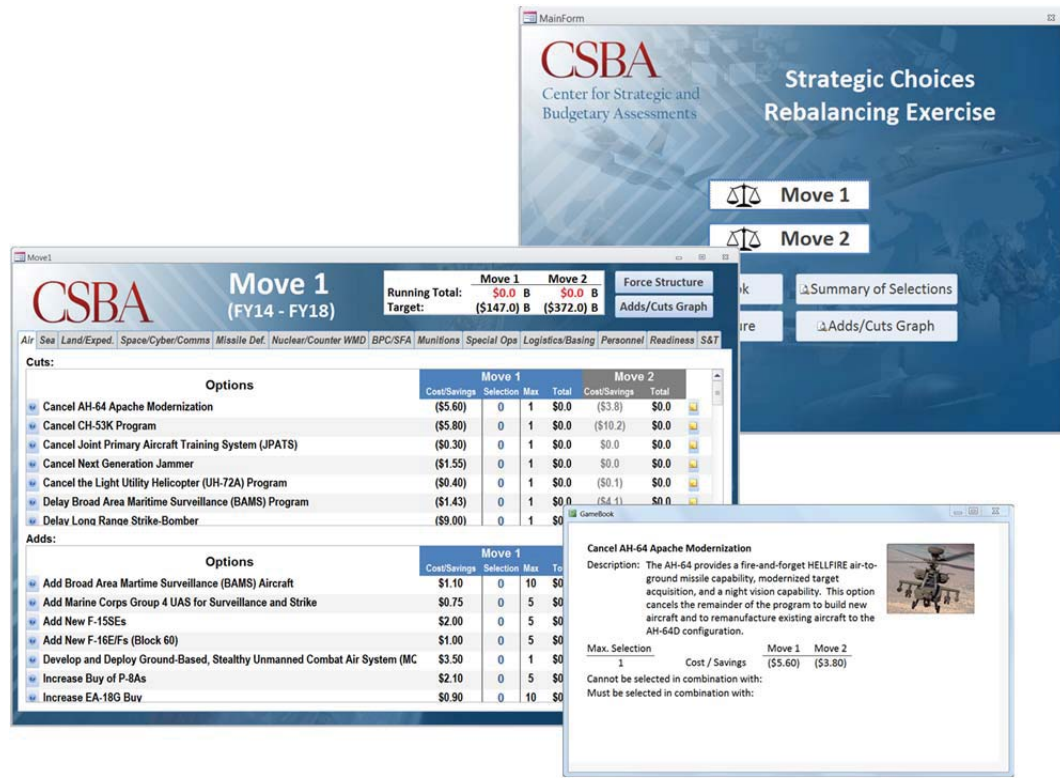 MainForm
CSBA
Center for Strategic and
Budgetary Assessments
Strategic Choices
Rebalancing Exercise
Move 1
Move 2
Summary of Selections
Adds/Cuts Graph
Move1
CSBA
Move 1
(FY14 - FY18)
Move 1 Move 2
Running Total: $0.0 B $0.0 B
Target: ($147.0) B ($372.0) B
Force Structure
Adds/Cuts Graph
Air Sea Land/Exped. Space/Cyber/Comms Missile Def. Nuclear/Counter WMD BPC/SFA Munitions Special Ops Logistics/Basing Personnel Readiness S&T
Cuts:
Options
Move 1 Move 2
Cost/Savings Selection Max Total Cost/Savings Total
Cancel AH-64 Apache Modernization ($5.60) 0 1 $0.0 ($3.8) $0.0
Cancel CH-53K Program ($5.80) 0 1 $0.0 ($10.2) $0.0
Cancel Joint Primary Aircraft Training System (JPATS) ($0.30) 0 1 $0.0 $0.0 $0.0
Cancel Next Generation Jammer ($1.55) 0 1 $0.0 $0.0 $0.0
Cancel the Light Utility Helicopter (UH-72A) Program ($0.40) 0 1 $0.0 ($0.1) $0.0
Delay Broad Area Maritime Surveillance (BAMS) Program ($1.43) 0 1 $0.0 ($4.1) $0.0
Delay Long Range Strike-Bomber ($9.00) 0 1
Adds:
Options
Move 1
Cost/Savings Selection Max
Add Broad Area Martime Surveillance (BAMS) Aircraft $1.10 0 10
Add Marine Corps Group 4 UAS for Surveillance and Strike $0.75 0 5
Add New F-15SEs $2.00 0 5
Add New F-16E/Fs (Block 60) $1.00 0 5
Develop and Deploy Ground-Based, Stealthy Unmanned Combat Air System (MC $3.50 0 1
Increase Buy of P-8As $2.10 0 5
Increase EA-18G Buy $0.90 0 10
GameBook
Cancel AH-64 Apache Modernization
Description: The AH-64 provides a fire-and-forget HELLFIRE air-to-
ground missile capability, modernized target
acquisition, and a night vision capability. This option
cancels the remainder of the program to build new
aircraft and to remanufacture existing aircraft to the
AH-64D configuration.
Max. Selection Move 1 Move 2
1 Cost / Savings ($5.60) ($3.80)
Cannot be selected in combination with:
Must be selected in combination with: